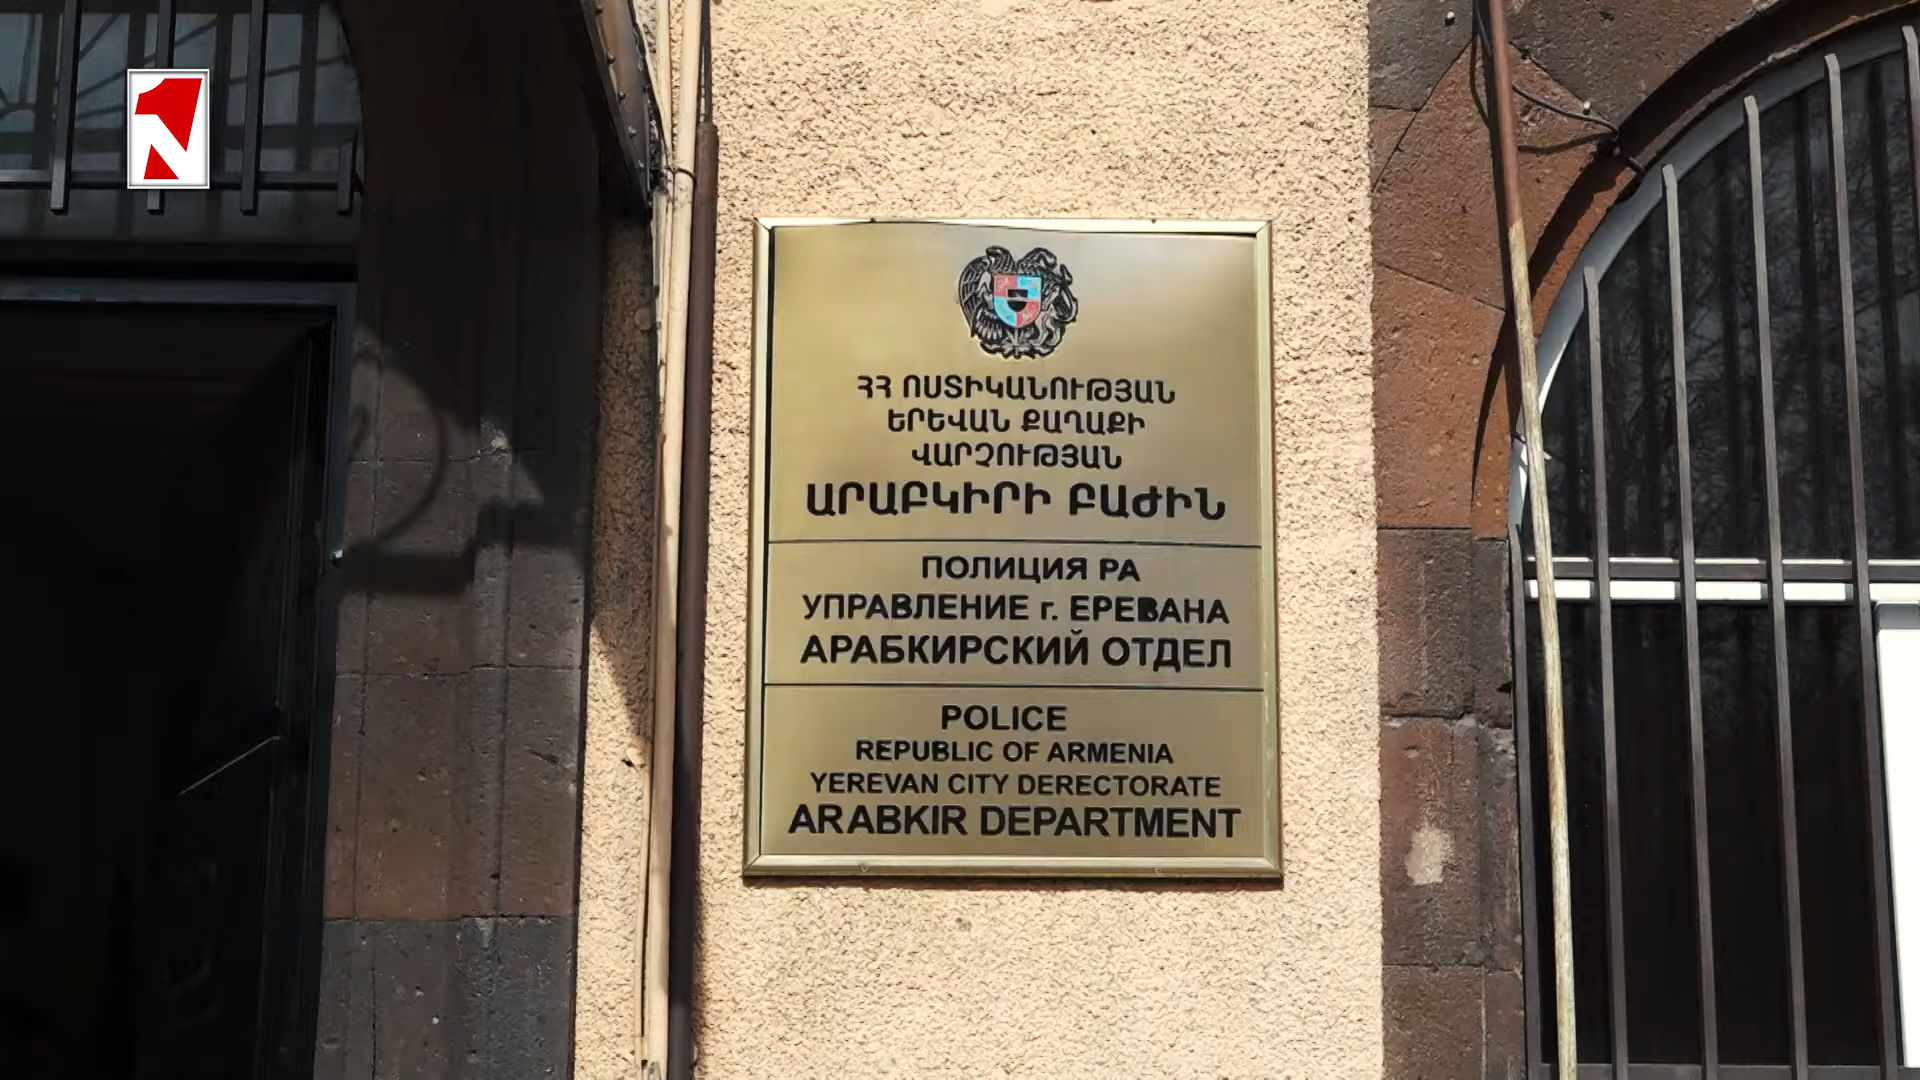 1N
ՀՀ ՈՍՏԻԿԱՆՈՒԹՅԱՆ
ԵՐԵՎԱՆ ՔԱՂԱՔԻ
ՎԱՐՉՈՒԹՅԱՆ
ԱՐԱԲԿԻՐԻ ԲԱԺԻՆ
ПОЛИЦИЯ РА
УПРАВЛЕНИЕ г. ЕРЕВАНА
АРАБКИРСКИЙ ОТДЕЛ
POLICE
REPUBLIC OF ARMENIA
YEREVAN CITY DERECTORATE
ARABKIR DEPARTMENT